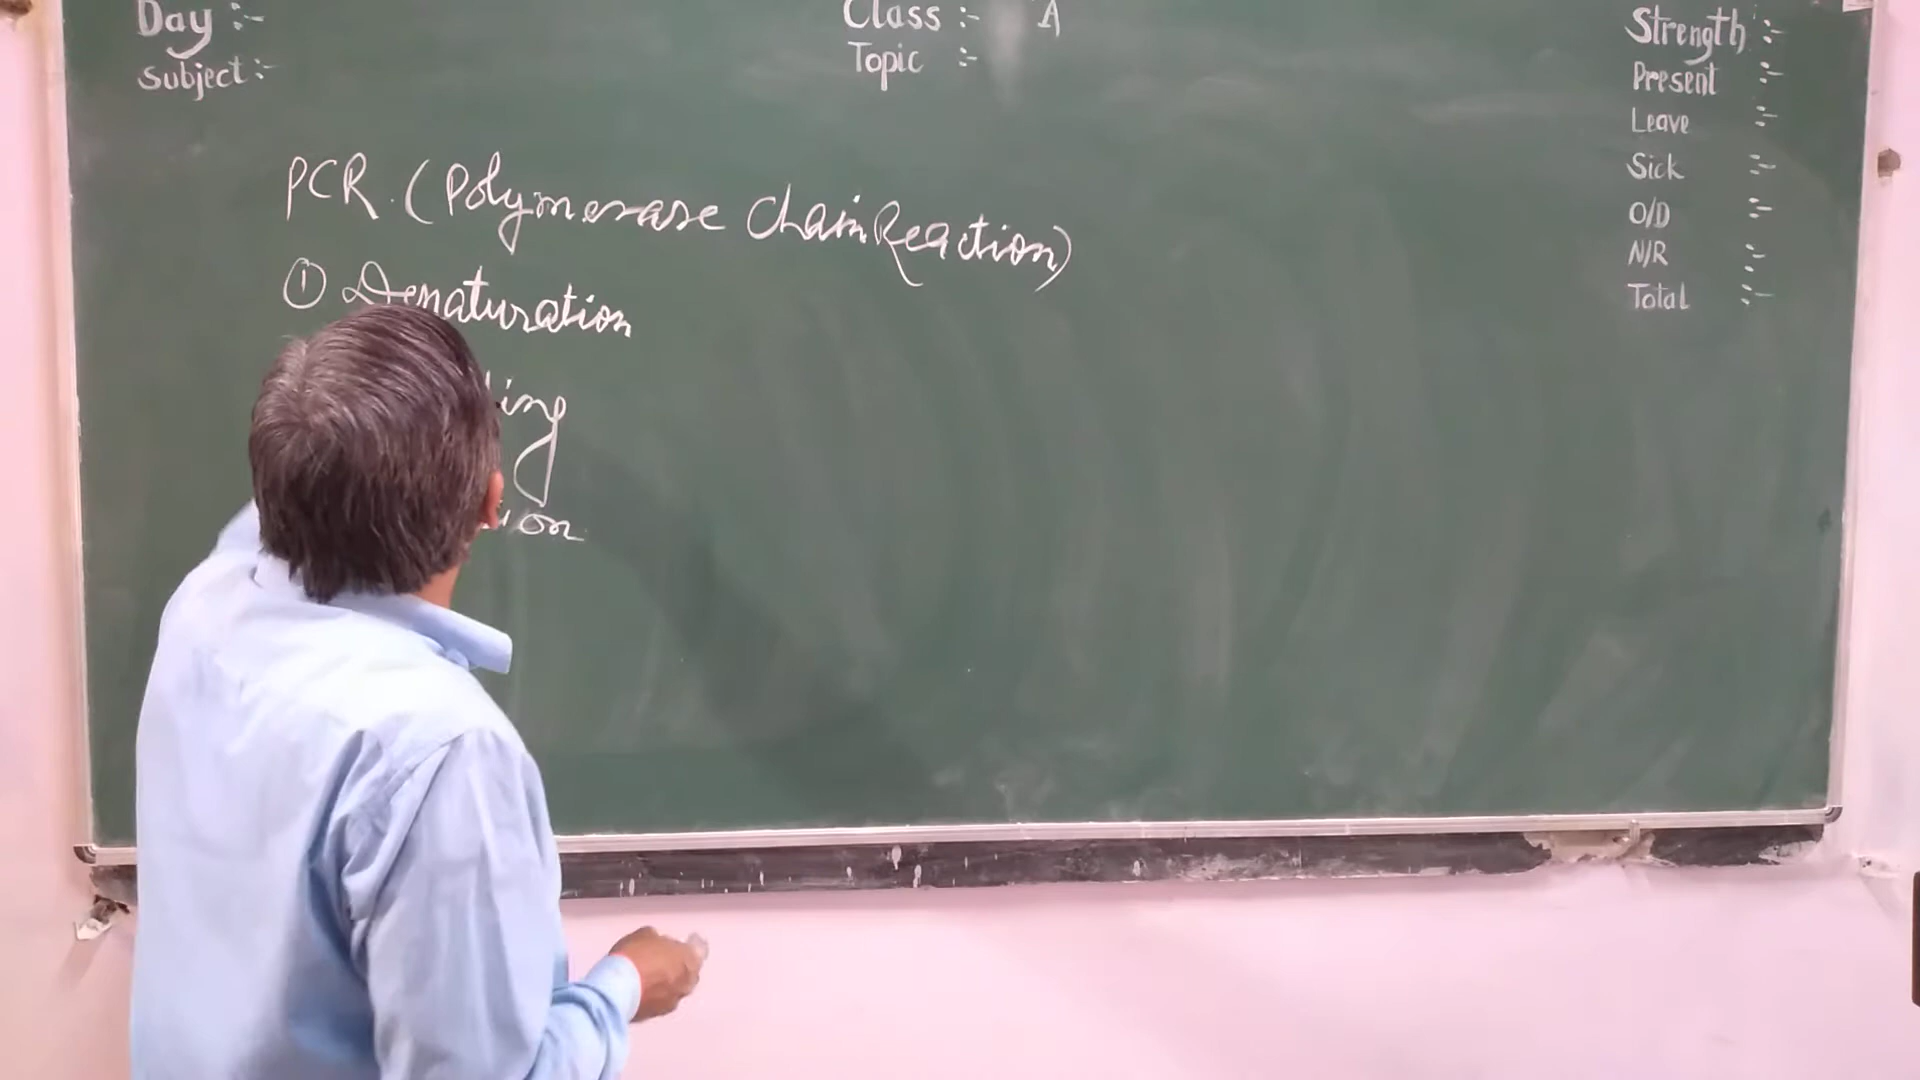 Day :-
Subject :-
Class :- A
Topic :-
Strength :-
Present :-
Leave :-
Sick :-
O/D :-
N/R :-
Total :-
PCR. (Polymerase Chain Reaction)
① Denaturation